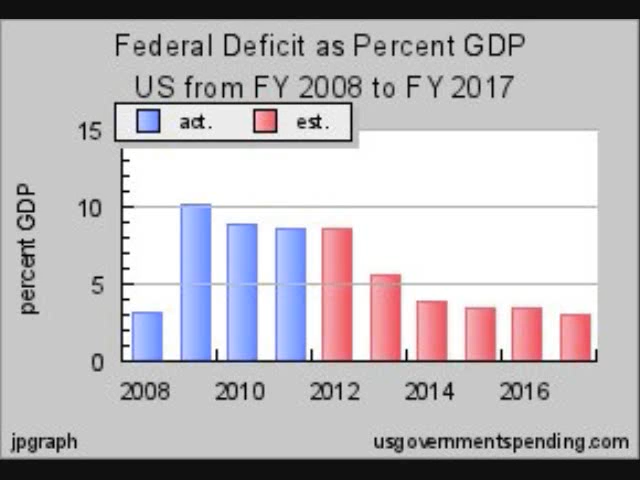 Federal Deficit as Percent GDP
US from FY 2008 to FY 2017
act. est.
percent GDP
15
10
5
0
2008 2010 2012 2014 2016
jpgraph usgovernmentspending.com